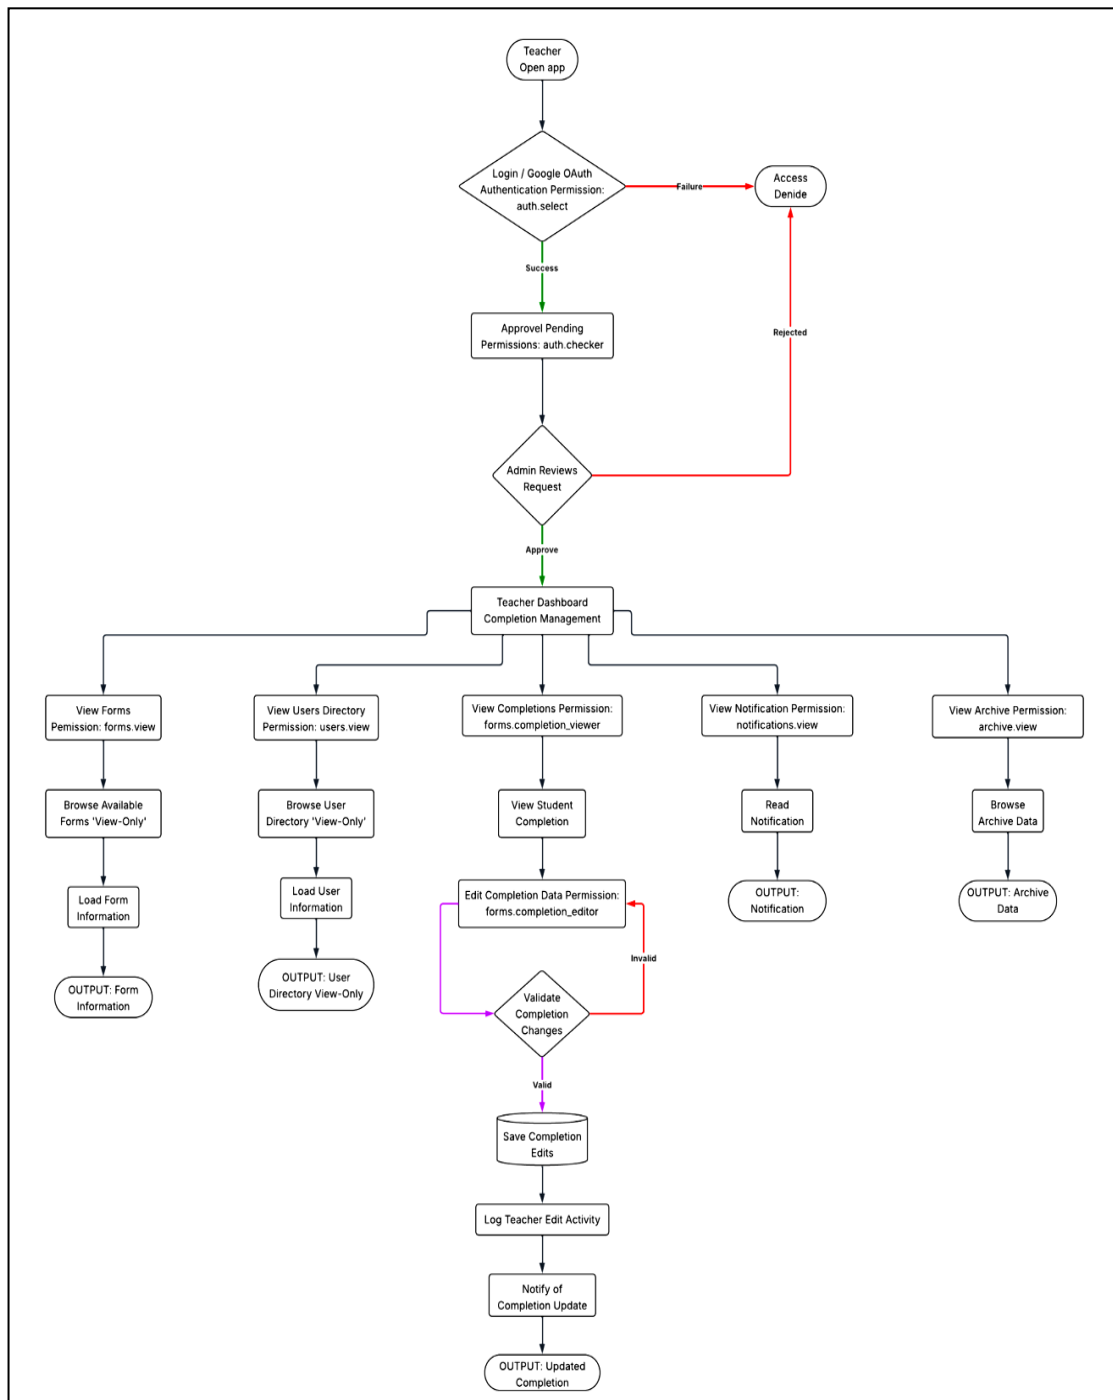 Teacher
Open app
Login / Google OAuth
Authentication Permission:
auth.select
Failure
Access
Denide
Success
Approvel Pending
Permissions: auth.checker
Rejected
Admin Reviews
Request
Approve
Teacher Dashboard
Completion Management
View Forms
Pemission: forms.view
View Users Directory
Permission: users.view
View Completions Permission:
forms.completion_viewer
View Notification Permission:
notifications.view
View Archive Permission:
archive.view
Browse Available
Forms 'View-Only'
Browse User
Directory 'View-Only'
View Student
Completion
Read
Notification
Browse
Archive Data
Load Form
Information
Load User
Information
Edit Completion Data Permission:
forms.completion_editor
OUTPUT:
Notification
OUTPUT: Archive
Data
OUTPUT: Form
Information
OUTPUT: User
Directory View-Only
Invalid
Validate
Completion
Changes
Valid
Save Completion
Edits
Log Teacher Edit Activity
Notify of
Completion Update
OUTPUT: Updated
Completion